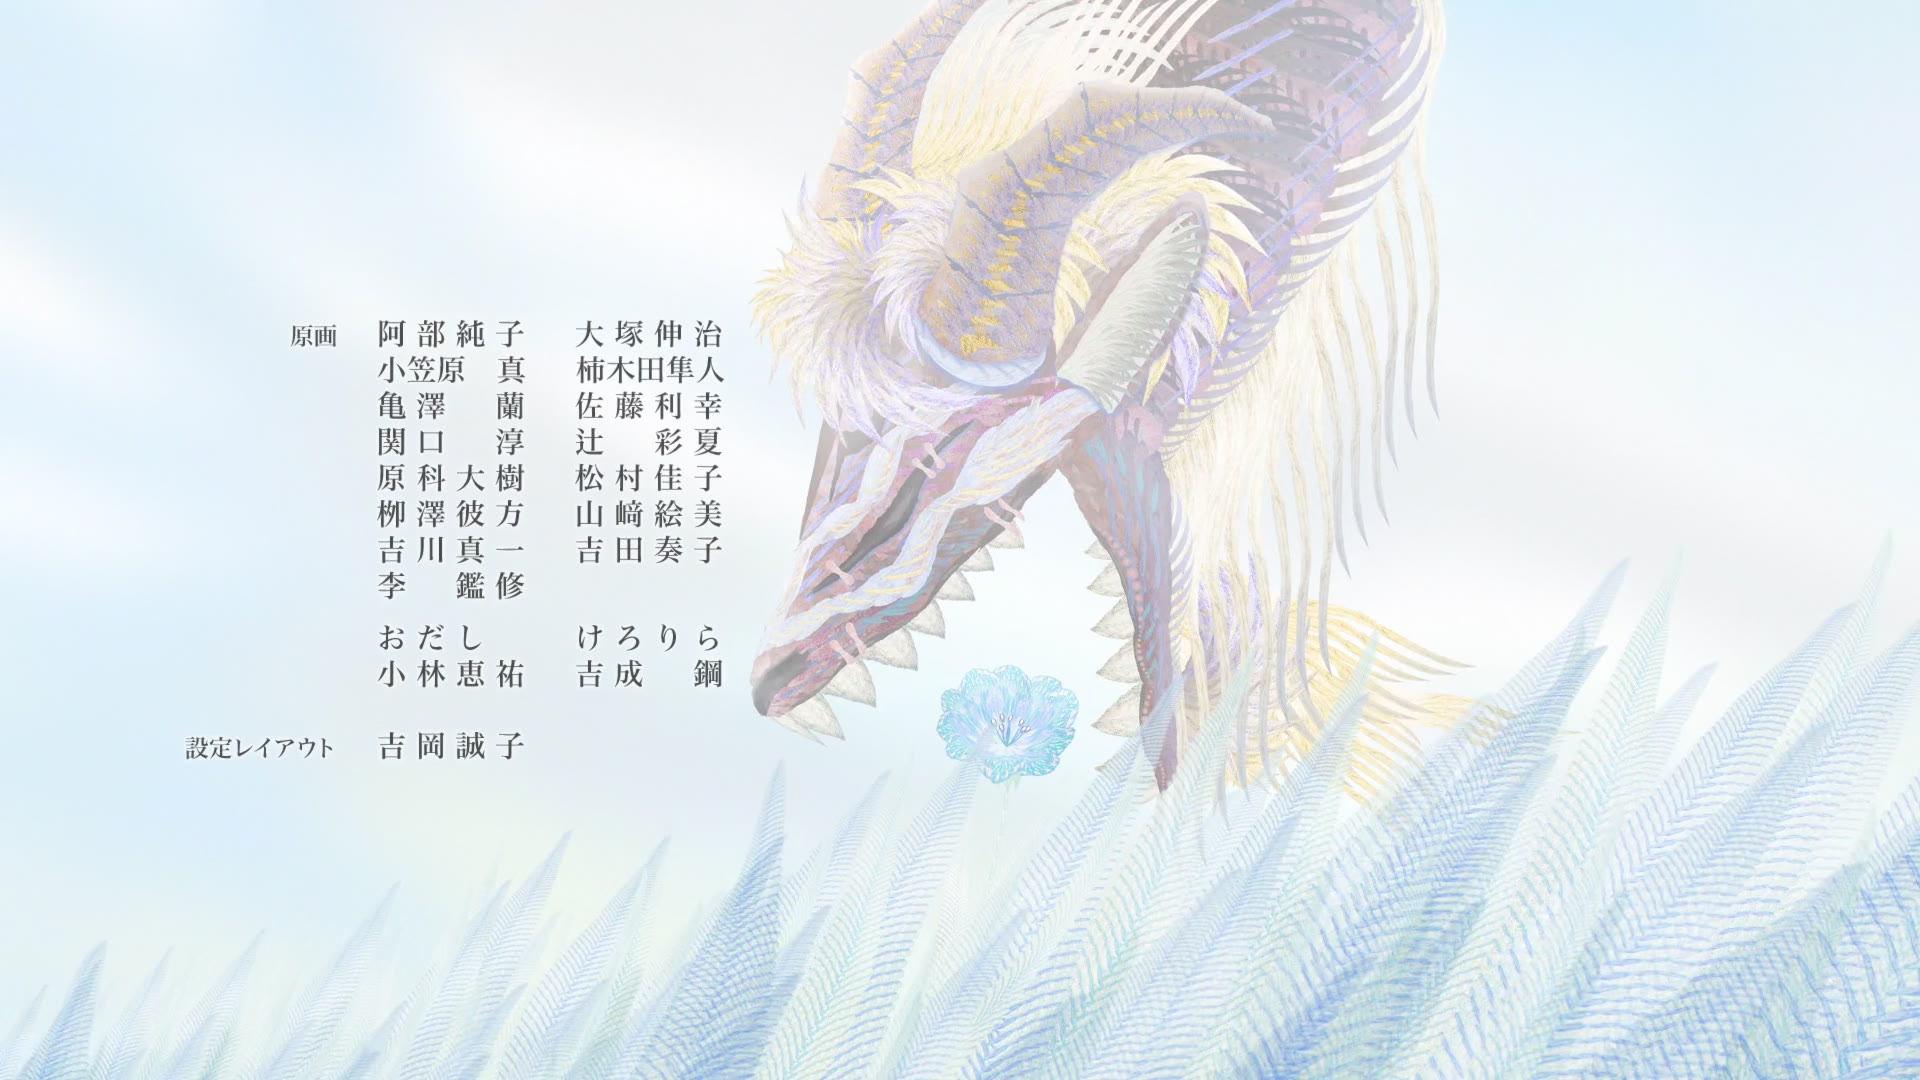 原画 阿部純子 大塚伸治
小笠原 真 柿木田隼人
亀澤 蘭 佐藤利幸
関口 淳 辻 彩夏
原科大樹 松村佳子
栁澤彼方 山﨑絵美
吉川真一 吉田奏子
李 鑑修
おだし けろりら
小林恵祐 吉成 鋼
設定レイアウト 吉岡誠子